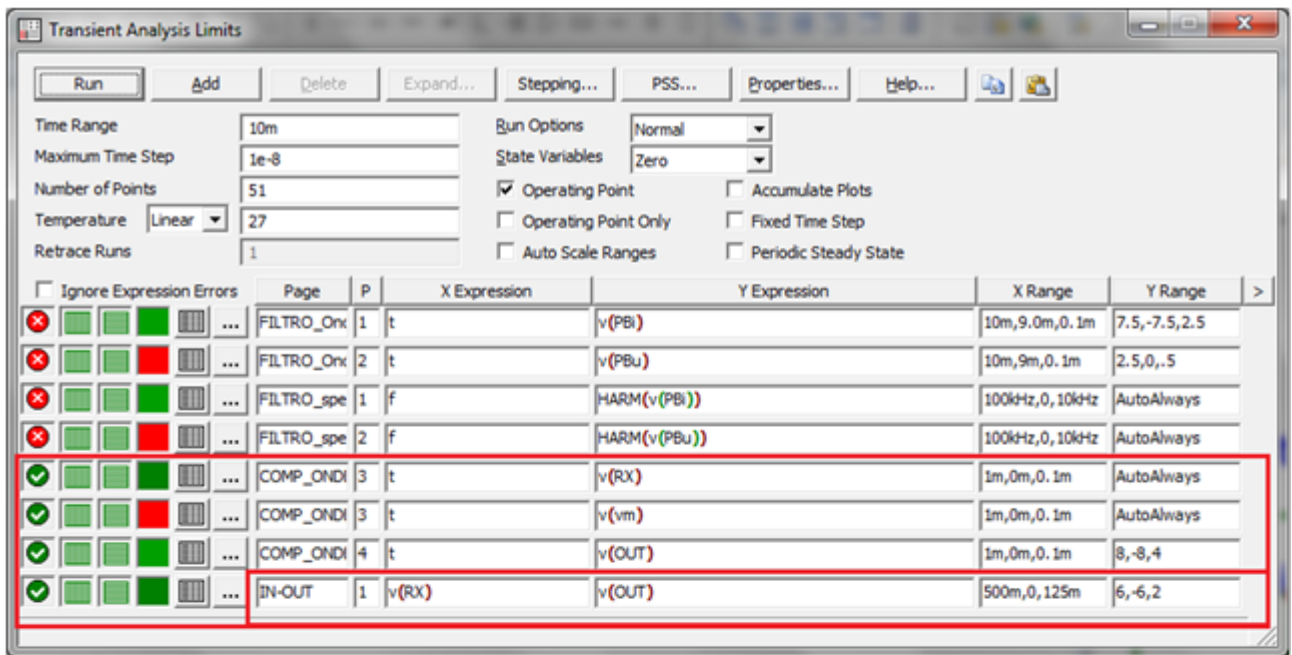 Transient Analysis Limits
Run Add Delete Expand... Stepping... PSS... Properties... Help...
Time Range 10m Run Options Normal
Maximum Time Step 1e-8 State Variables Zero
Number of Points 51 Operating Point Accumulate Plots
Temperature Linear 27 Operating Point Only Fixed Time Step
Retrace Runs 1 Auto Scale Ranges Periodic Steady State
Ignore Expression Errors Page P X Expression Y Expression X Range Y Range >
... FILTRO_Ond 1 t v(PBi) 10m,9.0m,0.1m 7.5,-7.5,2.5
... FILTRO_Ond 2 t v(PBu) 10m,9m,0.1m 2.5,0,.5
... FILTRO_spe 1 f HARM(v(PBi)) 100kHz,0,10kHz AutoAlways
... FILTRO_spe 2 f HARM(v(PBu)) 100kHz,0,10kHz AutoAlways
... COMP_ONDI 3 t v(RX) 1m,0m,0.1m AutoAlways
... COMP_ONDI 3 t v(vm) 1m,0m,0.1m AutoAlways
... COMP_ONDI 4 t v(OUT) 1m,0m,0.1m 8,-8,4
... IN-OUT 1 v(RX) v(OUT) 500m,0,125m 6,-6,2